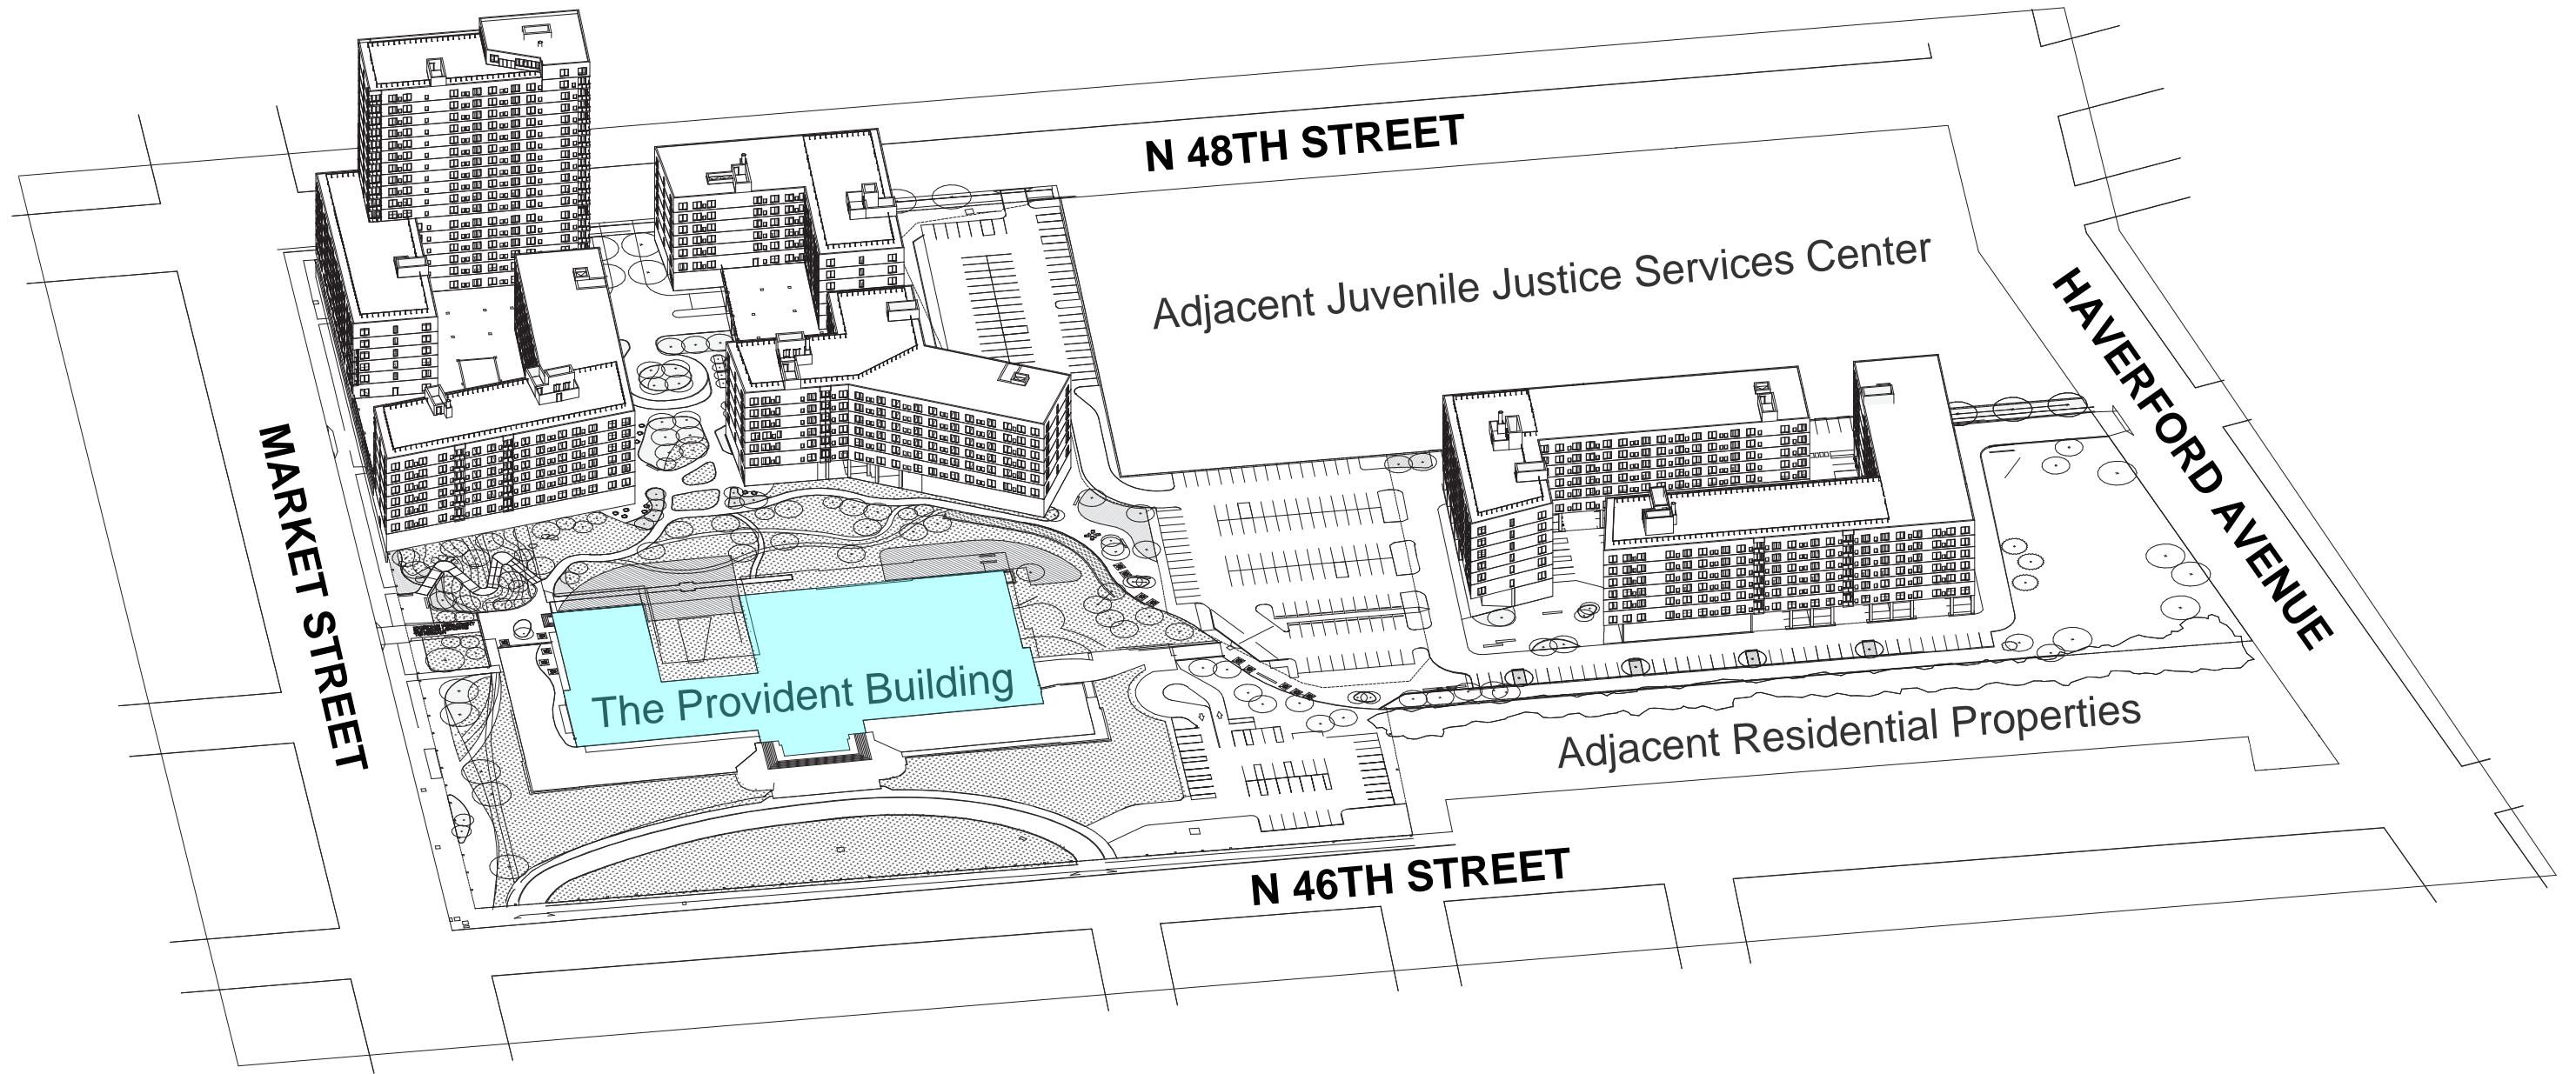 N 48TH STREET
Adjacent Juvenile Justice Services Center
HAVERFORD AVENUE
MARKET STREET
The Provident Building
Adjacent Residential Properties
N 46TH STREET